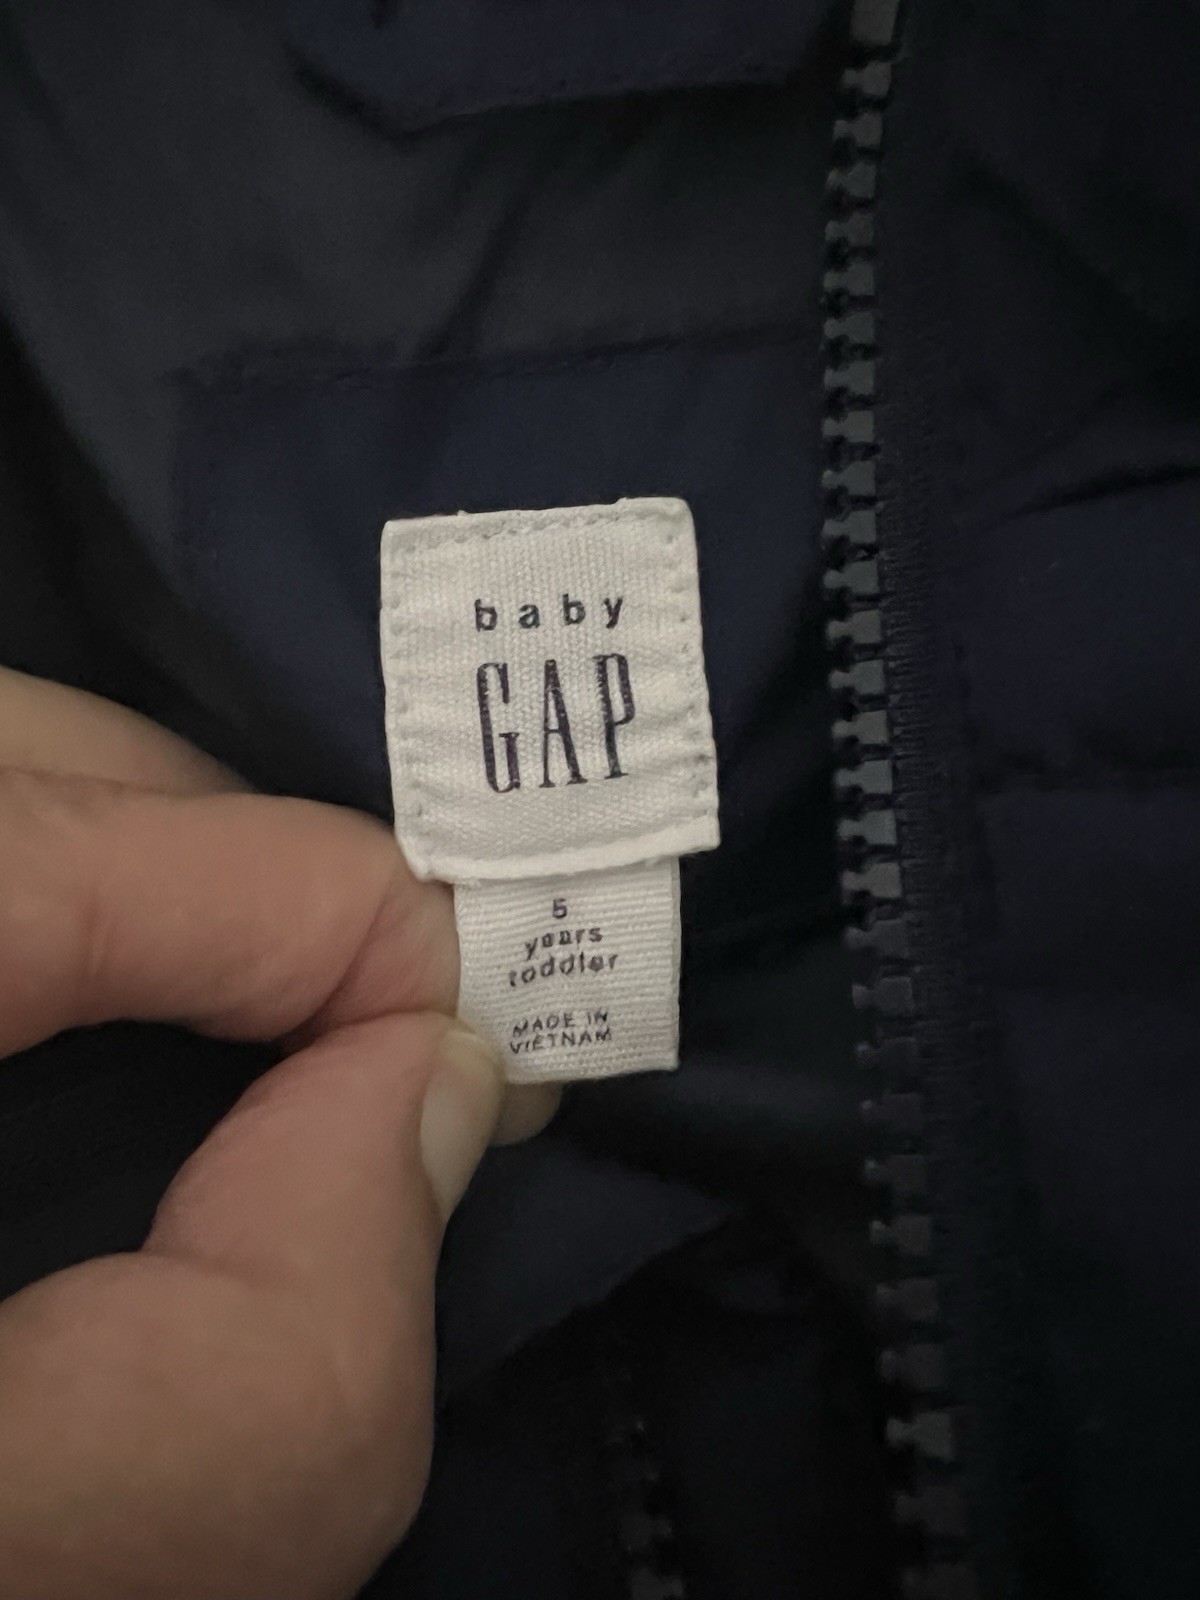 baby
GAP
5
years
toddler
MADE IN
VIETNAM